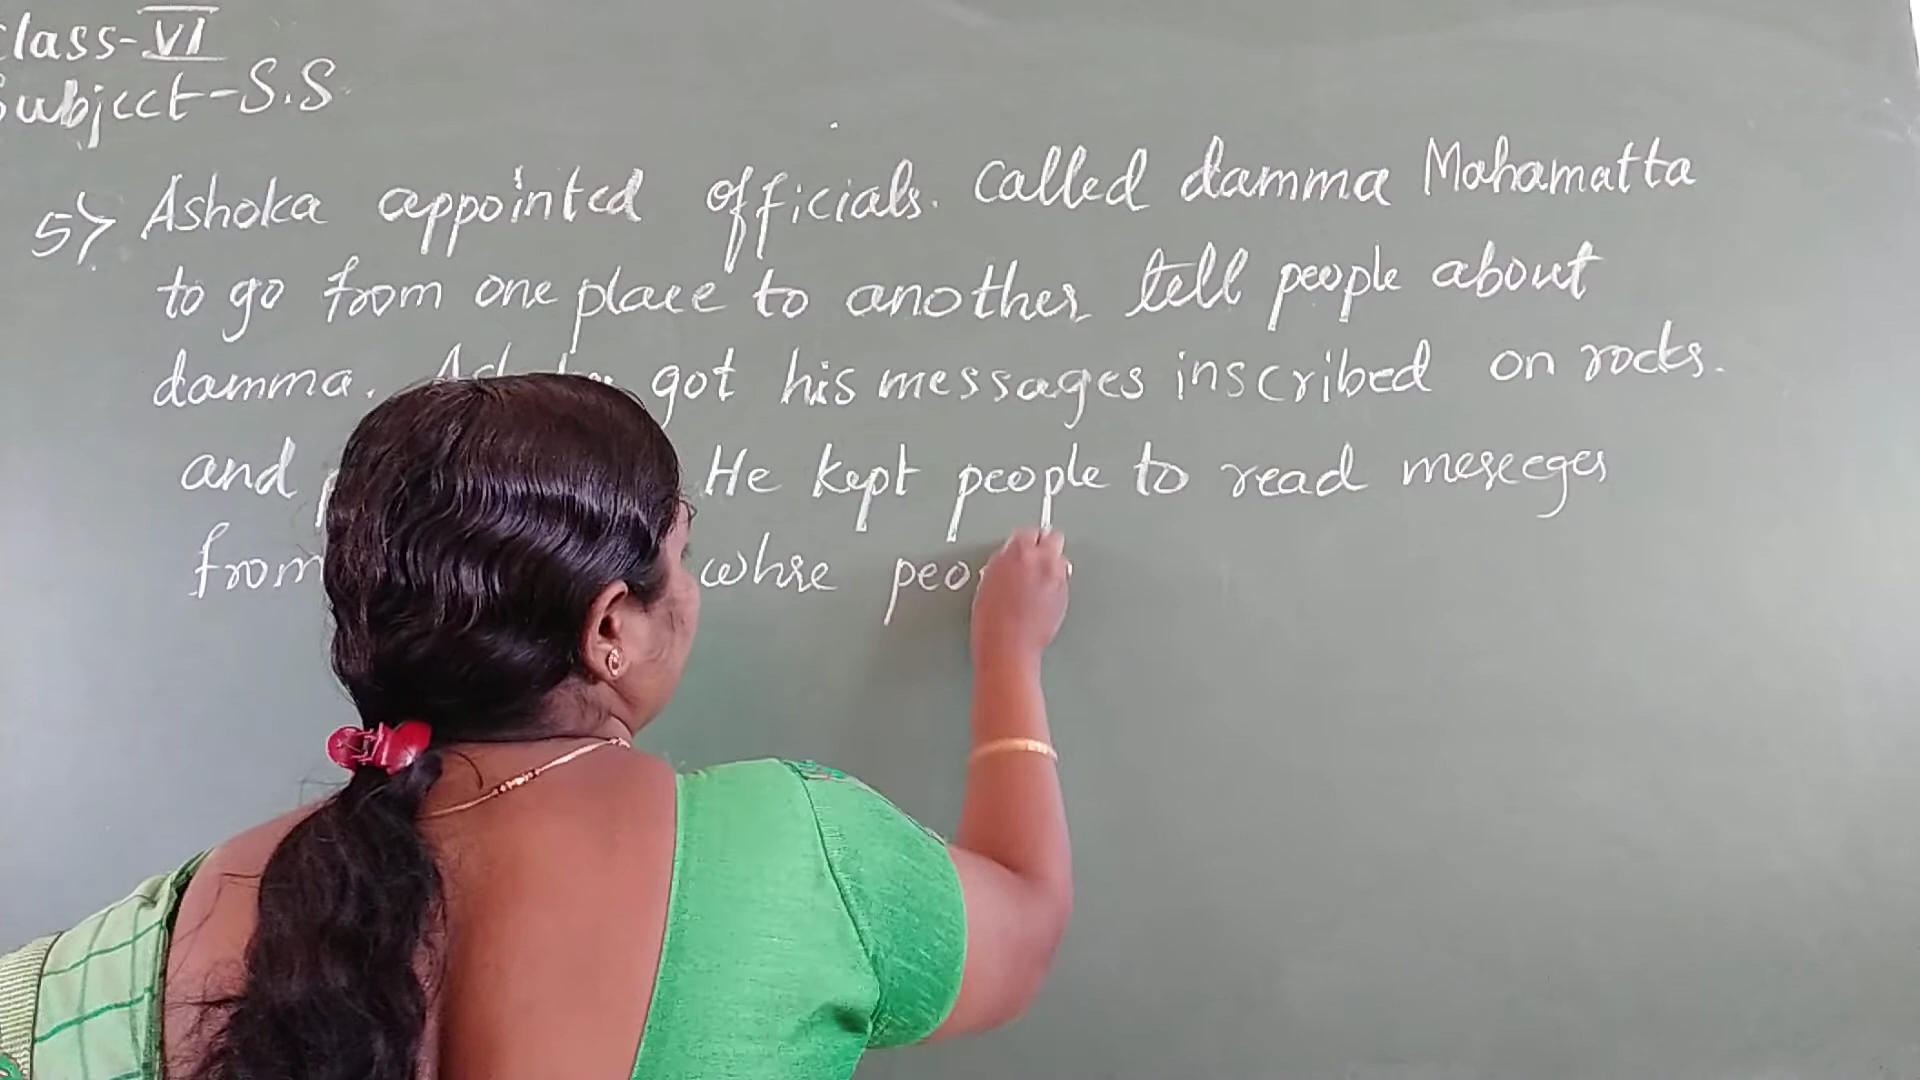 class-VI
Subject-S.S
5> Ashoka appointed officials. called damma Mahamatta
to go from one place to another tell people about
damma. got his messages inscribed on rocks.
and He kept people to read meseeges
from whse peo